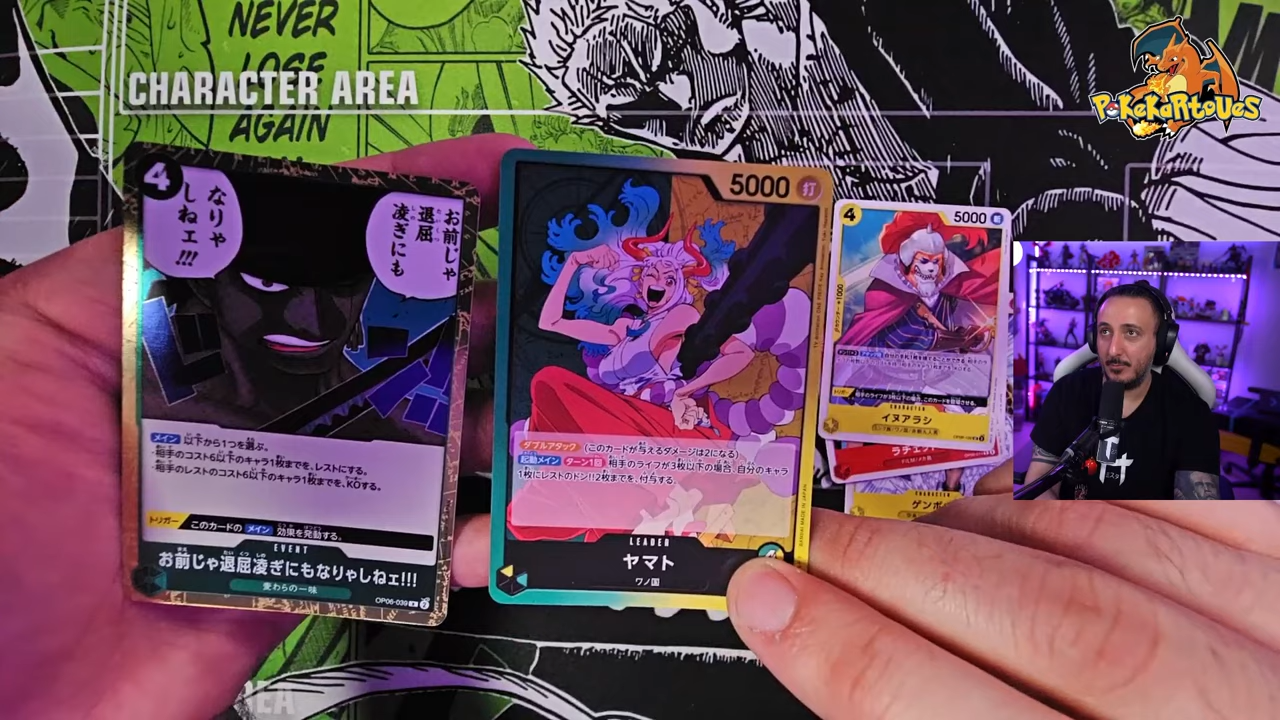 NEVER
LOSE
AGAIN
CHARACTER AREA
PoKéKaRToUeS
4
なりゃ
しねェ!!!
お前じゃ
退屈
凌ぎにも
メイン 以下から1つを選ぶ。
・相手のコスト6以下のキャラ1枚までを、レストにする。
・相手のレストのコスト6以下のキャラ1枚までを、KOする。
トリガー このカードの メイン 効果を発動する。
EVENT
お前じゃ退屈凌ぎにもなりゃしねェ!!!
麦わらの一味
OP06-039 R
5000 打
ダブルアタック (このカードが与えるダメージは2になる)
起動メイン ターン1回 相手のライフが3枚以下の場合、自分のキャラ
1枚にレストのドン!!2枚までを、付与する。
LEADER
ヤマト
ワノ国
4
5000
CHARACTER
イヌアラシ
CHARACTER